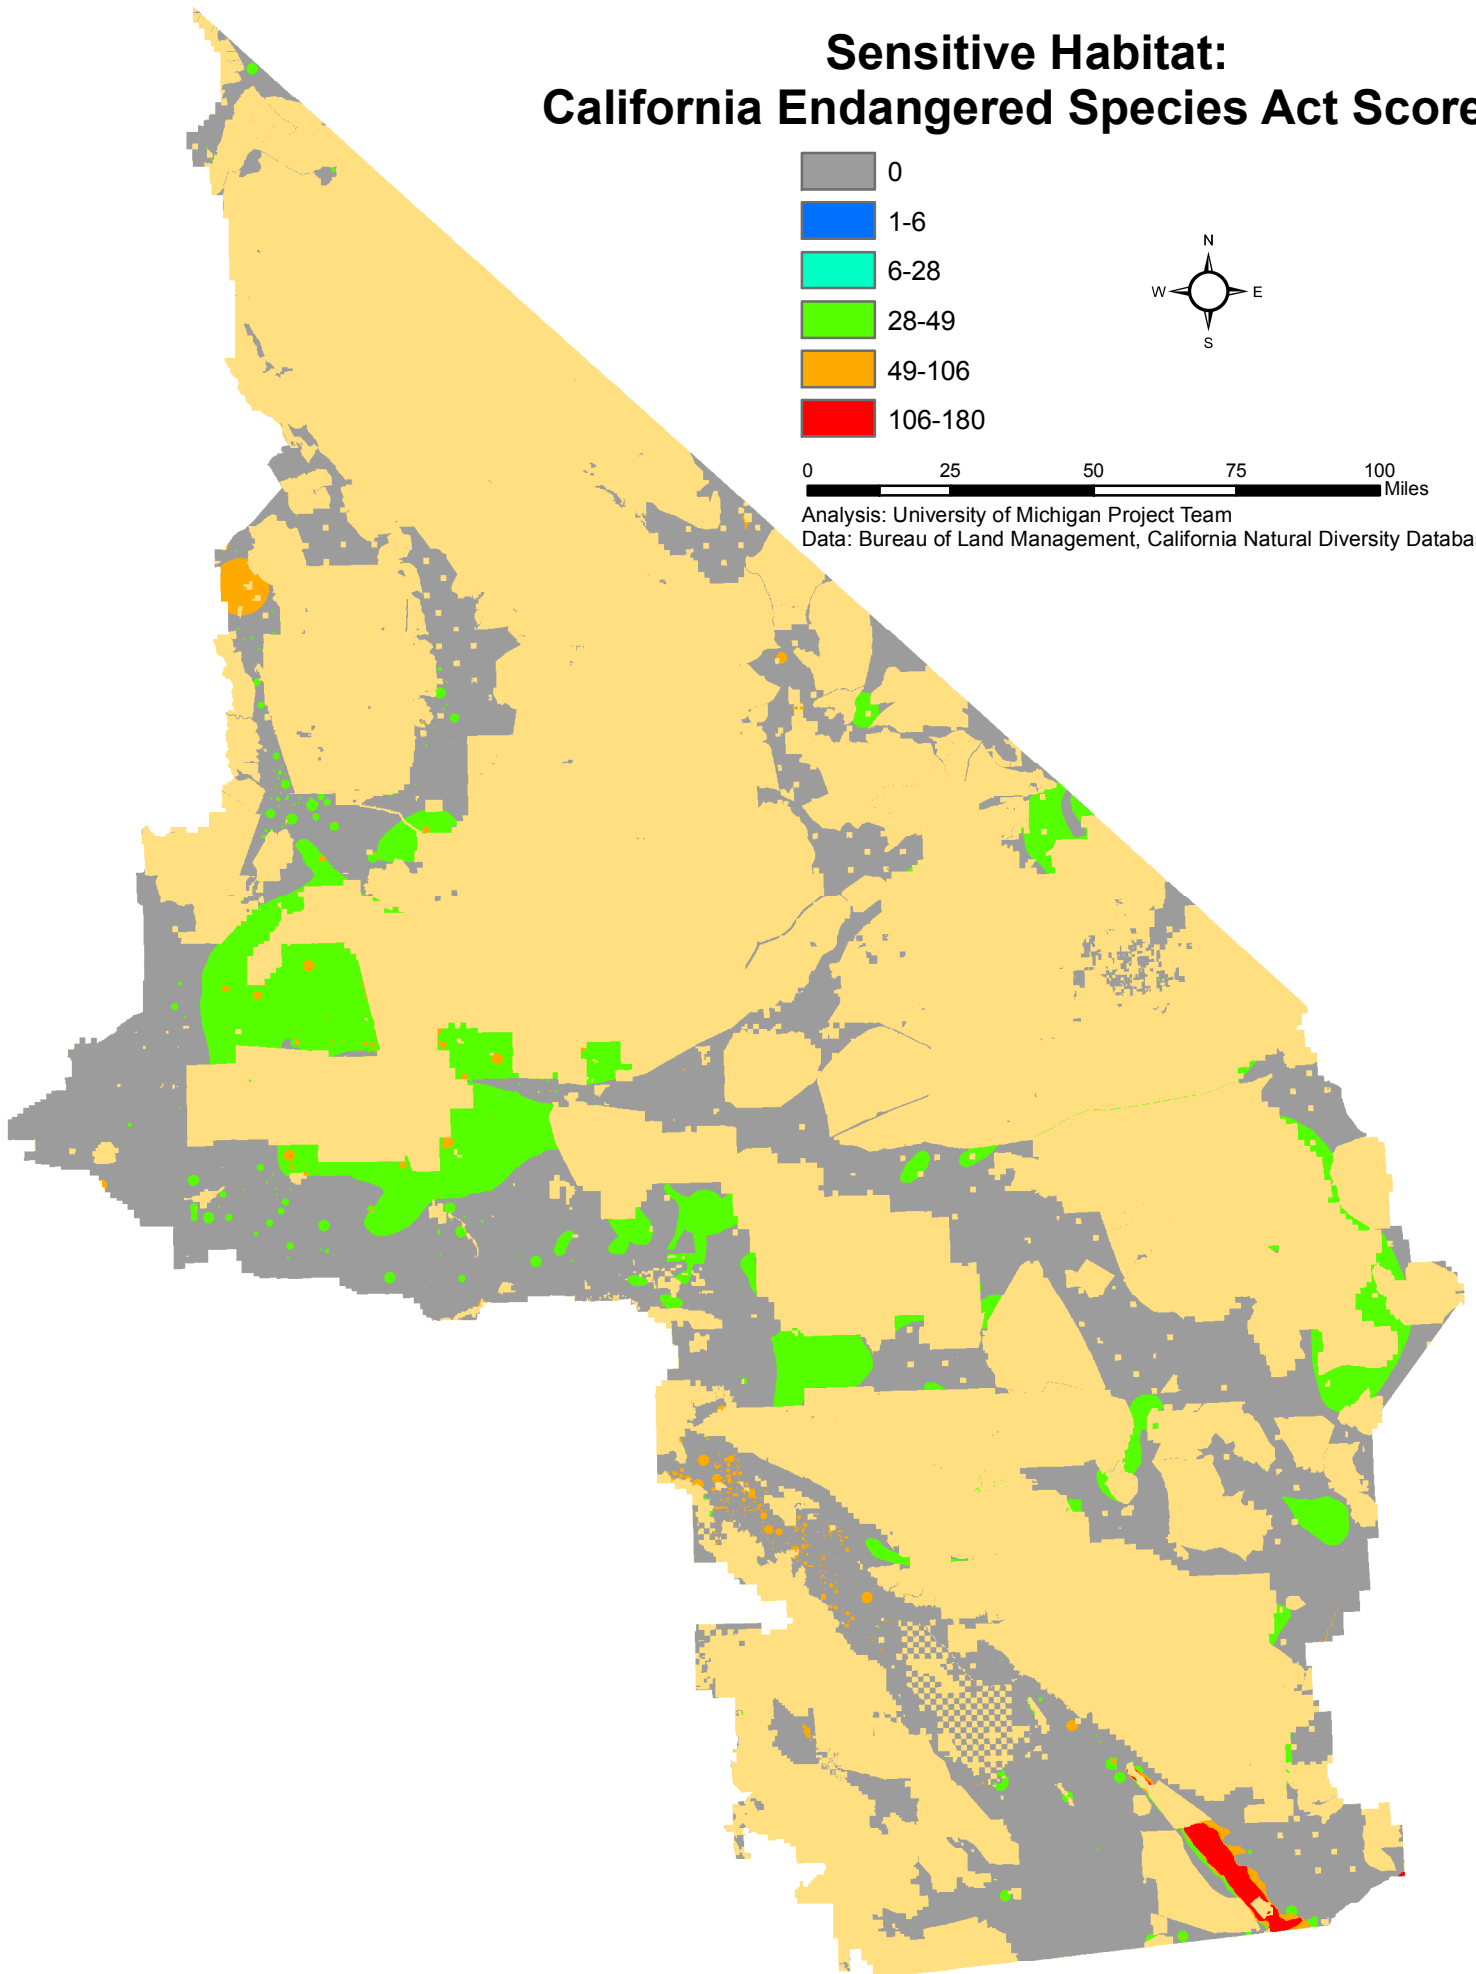 Sensitive Habitat:
California Endangered Species Act Score
0
1-6
6-28
28-49
49-106
106-180
N
W E
S
0 25 50 75 100
Miles
Analysis: University of Michigan Project Team
Data: Bureau of Land Management, California Natural Diversity Databa